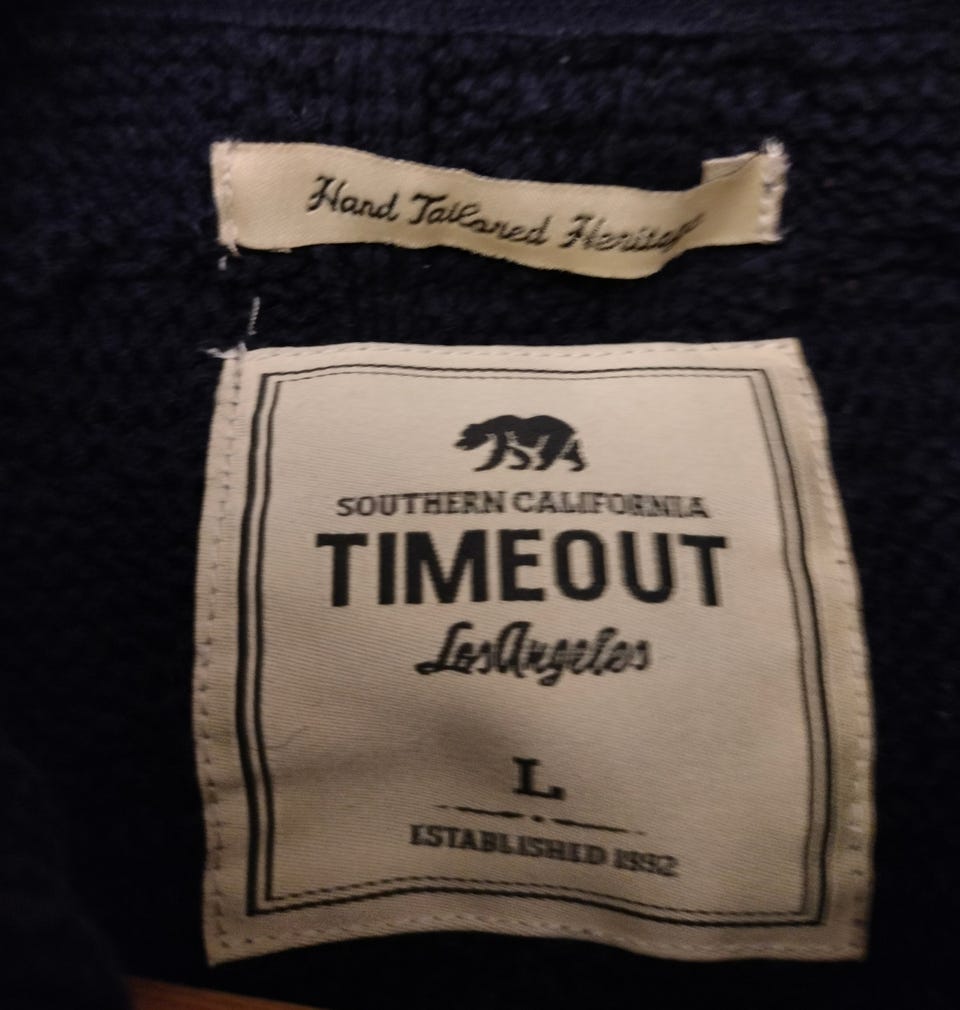 Hand Tailored Heritage
SOUTHERN CALIFORNIA
TIMEOUT
Los Angeles
L
ESTABLISHED 1992